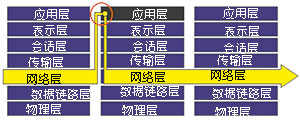 应用层 应用层 应用层
表示层 表示层 表示层
会话层 会话层 会话层
传输层 传输层 传输层
网络层 网络层 网络层
数据链路层 数据链路层 数据链路层
物理层 物理层 物理层